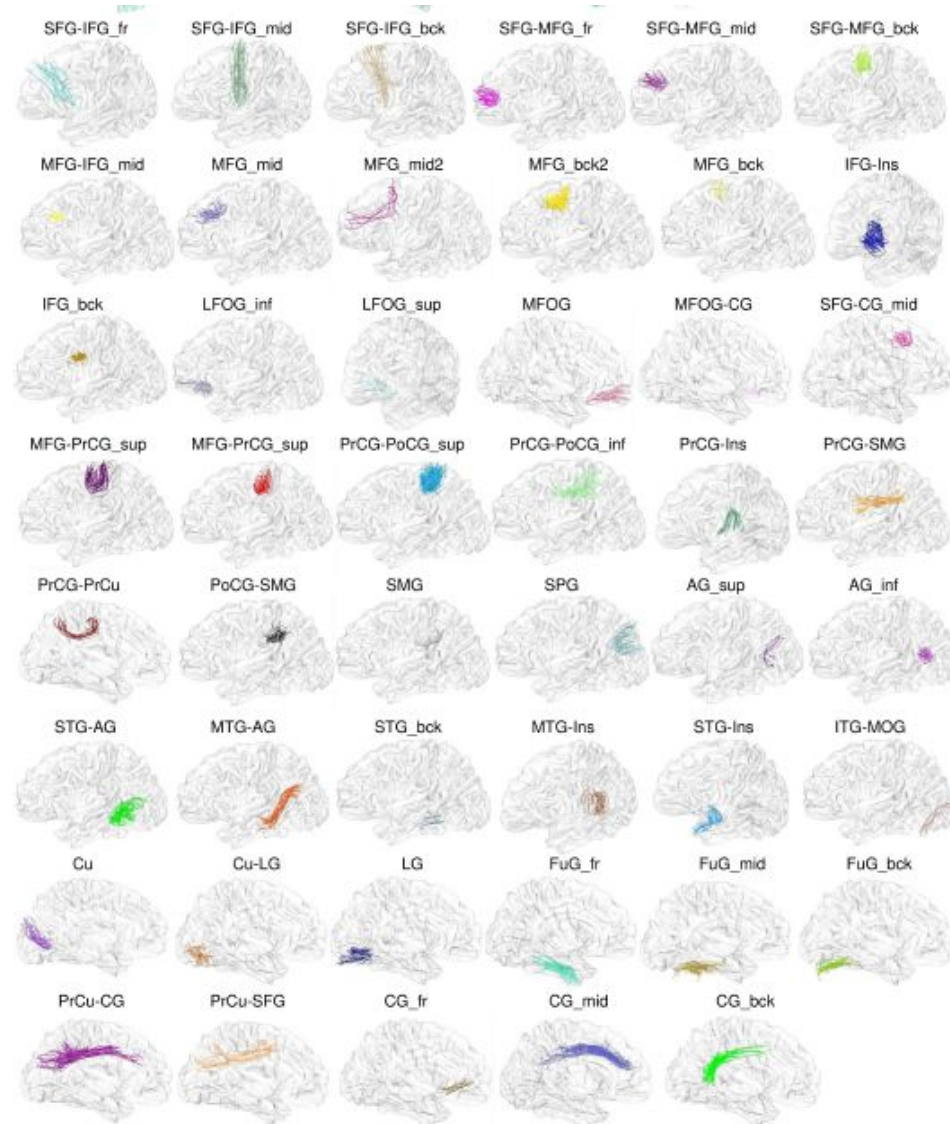 SFG-IFG_fr SFG-IFG_mid SFG-IFG_bck SFG-MFG_fr SFG-MFG_mid SFG-MFG_bck
MFG-IFG_mid MFG_mid MFG_mid2 MFG_bck2 MFG_bck IFG-Ins
IFG_bck LFOG_inf LFOG_sup MFOG MFOG-CG SFG-CG_mid
MFG-PrCG_sup MFG-PrCG_sup PrCG-PoCG_sup PrCG-PoCG_inf PrCG-Ins PrCG-SMG
PrCG-PrCu PoCG-SMG SMG SPG AG_sup AG_inf
STG-AG MTG-AG STG_bck MTG-Ins STG-Ins ITG-MOG
Cu Cu-LG LG FuG_fr FuG_mid FuG_bck
PrCu-CG PrCu-SFG CG_fr CG_mid CG_bck